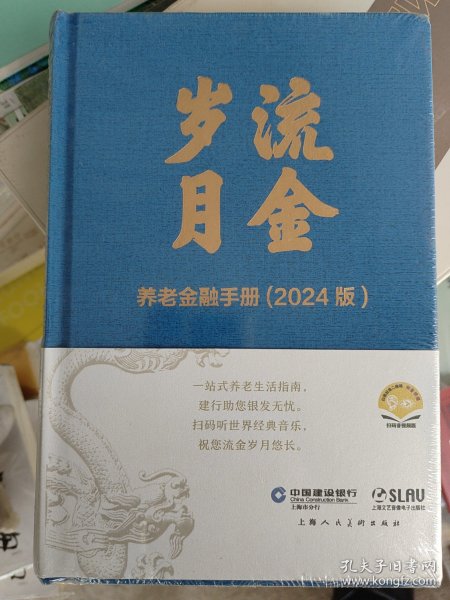 岁流
月金
养老金融手册（2024版）
一站式养老生活指南，
建行助您银发无忧。
扫码听世界经典音乐，
祝您流金岁月悠长。
扫码音视频版
中国建设银行
China Construction Bank
上海市分行
SLAV
上海文艺音像电子出版社
上海人民美术出版社
孔夫子旧书网
www.kongfz.com